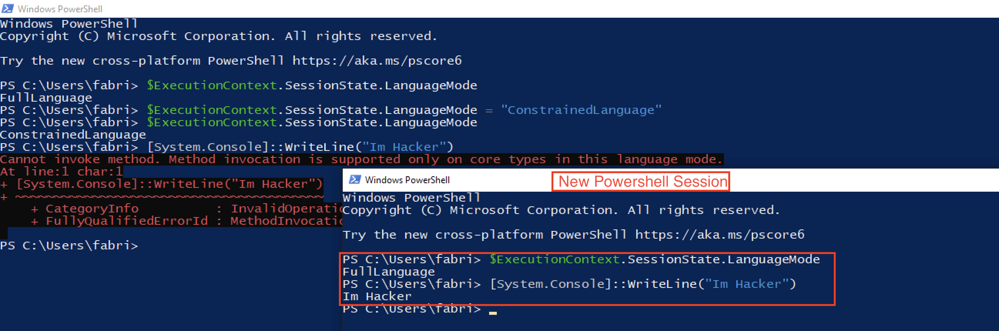 Windows PowerShell
Windows PowerShell
Copyright (C) Microsoft Corporation. All rights reserved.
Try the new cross-platform PowerShell https://aka.ms/pscore6
PS C:\Users\fabri> $ExecutionContext.SessionState.LanguageMode
FullLanguage
PS C:\Users\fabri> $ExecutionContext.SessionState.LanguageMode = "ConstrainedLanguage"
PS C:\Users\fabri> $ExecutionContext.SessionState.LanguageMode
ConstrainedLanguage
PS C:\Users\fabri> [System.Console]::WriteLine("Im Hacker")
Cannot invoke method. Method invocation is supported only on core types in this language mode.
At line:1 char:1
+ [System.Console]::WriteLine("Im Hacker")
+ ~~~~~~~~~~~~~~~~~~~~~~~~~~~~~~~~~~~~~~~~
    + CategoryInfo          : InvalidOperatio
    + FullyQualifiedErrorId : MethodInvocatio
PS C:\Users\fabri>
Windows PowerShell
New Powershell Session
Windows PowerShell
Copyright (C) Microsoft Corporation. All rights reserved.
Try the new cross-platform PowerShell https://aka.ms/pscore6
PS C:\Users\fabri> $ExecutionContext.SessionState.LanguageMode
FullLanguage
PS C:\Users\fabri> [System.Console]::WriteLine("Im Hacker")
Im Hacker
PS C:\Users\fabri> _